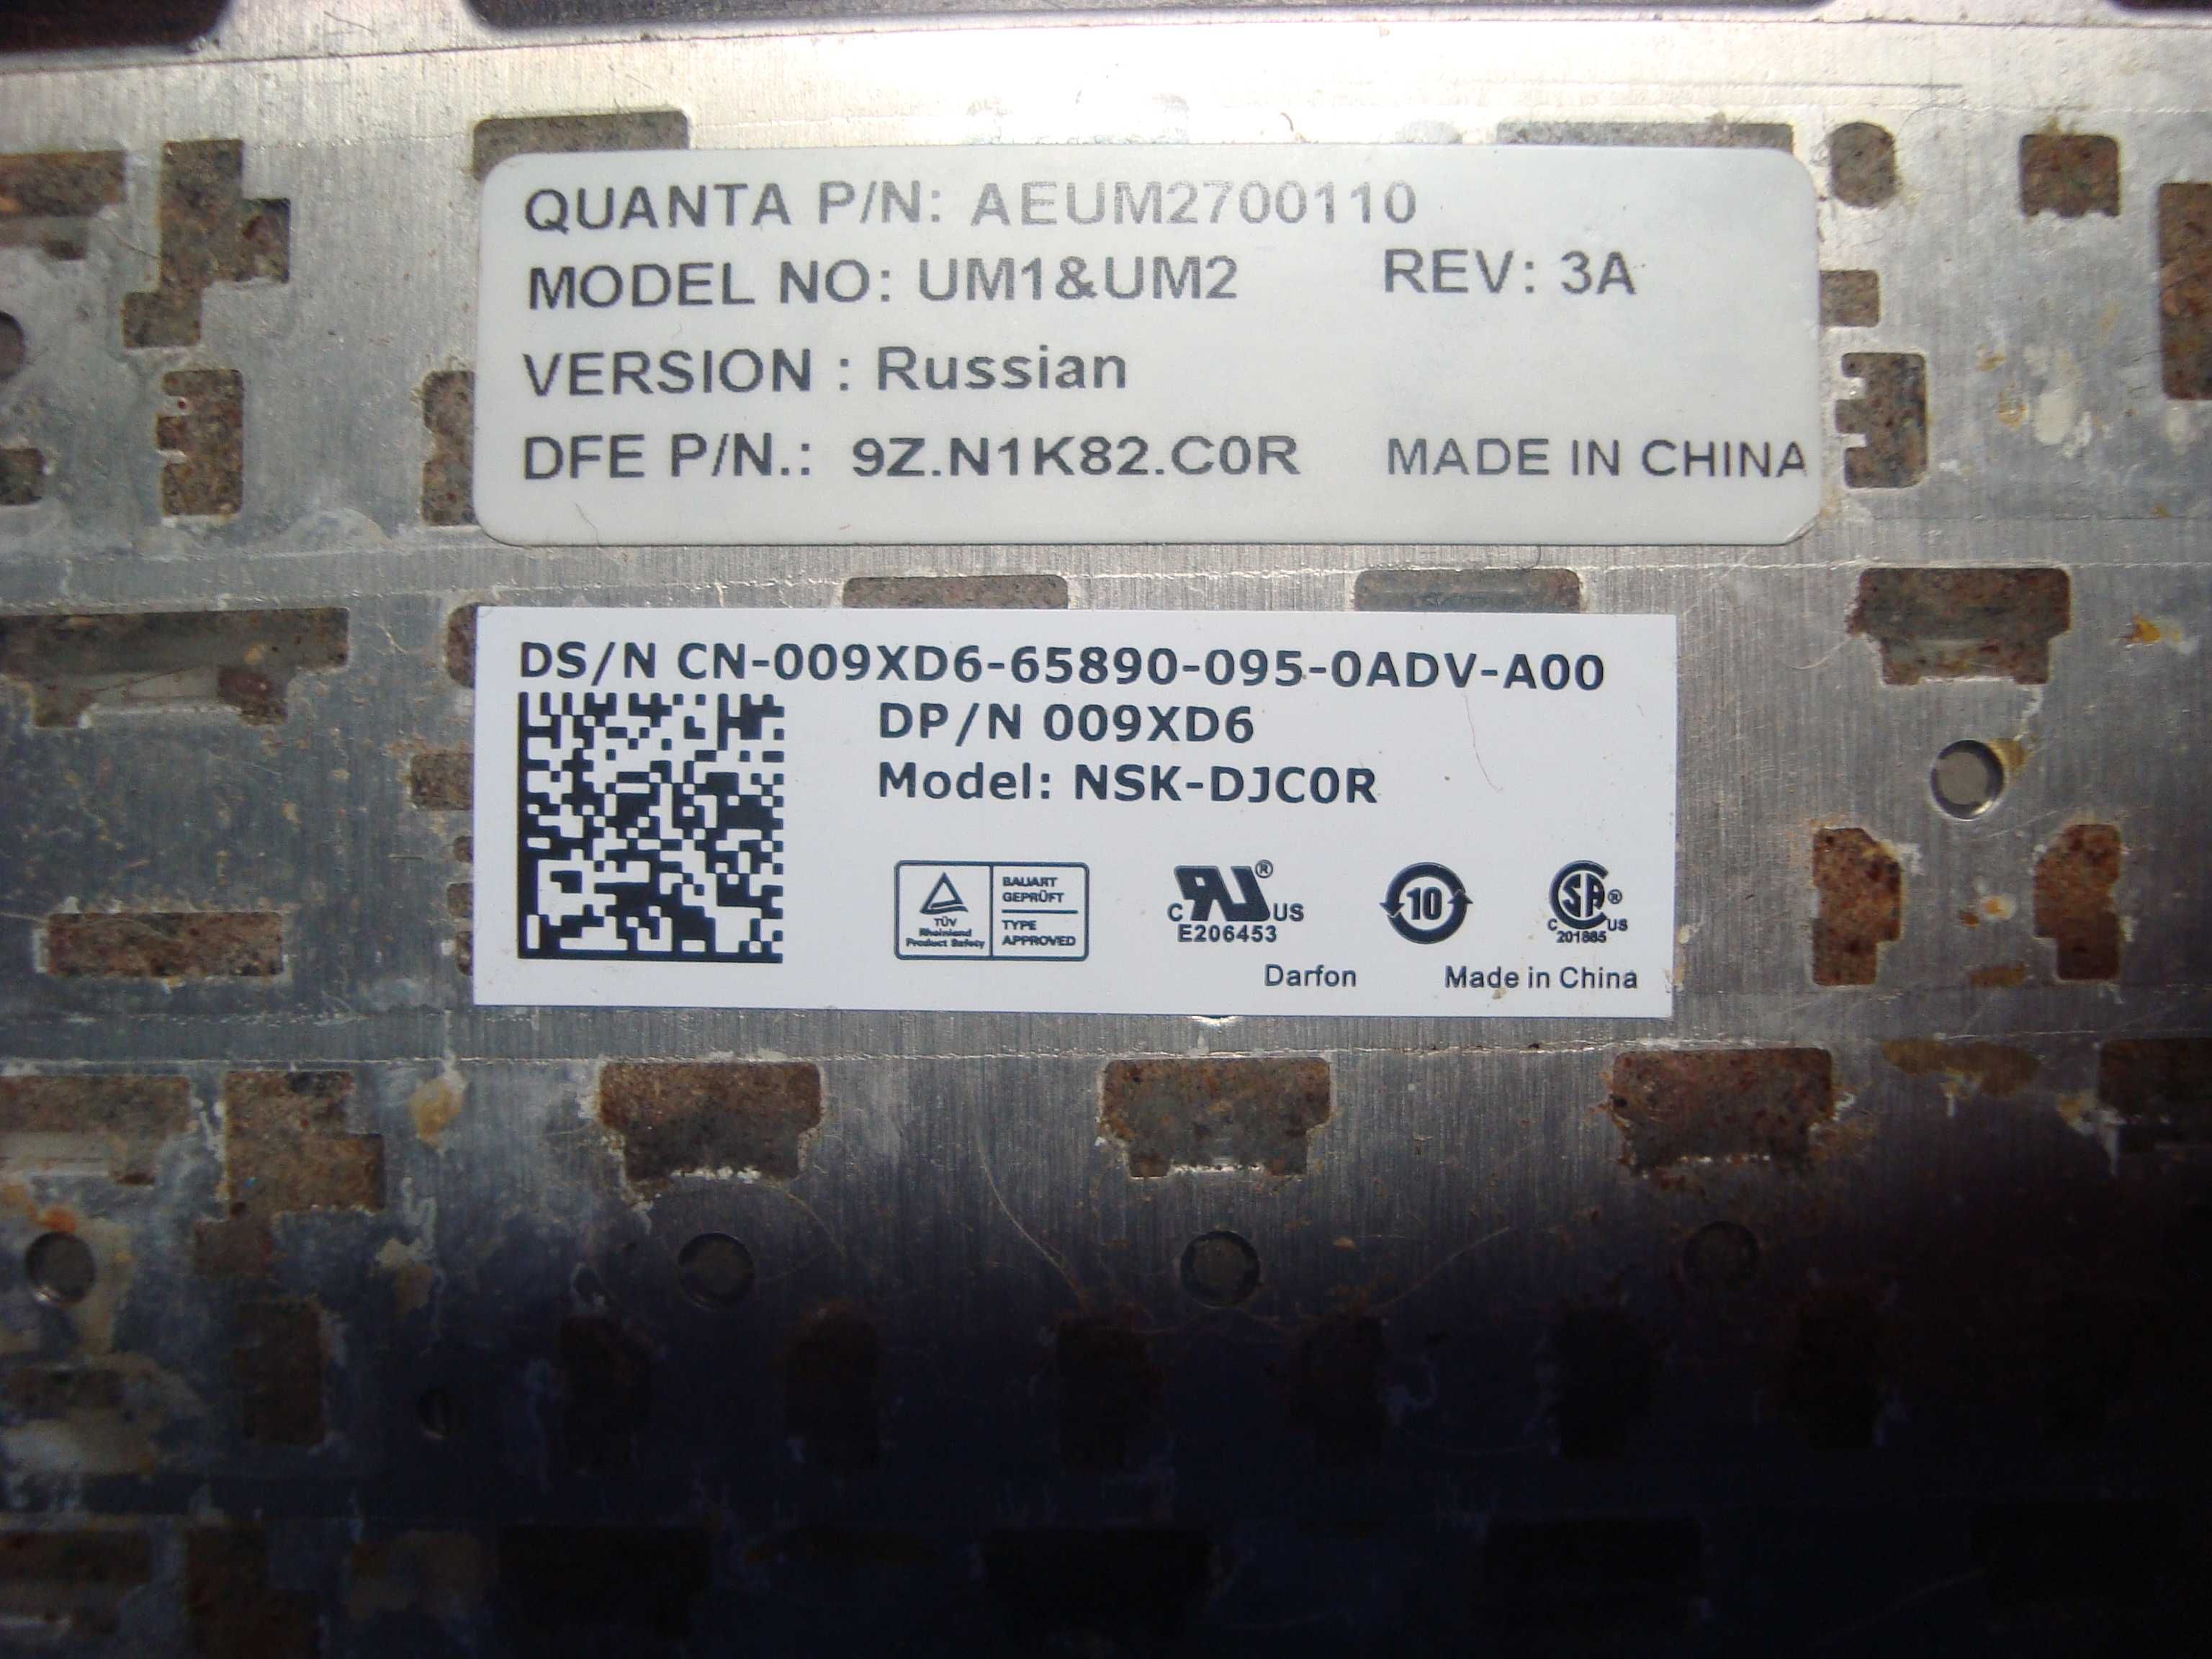 QUANTA P/N: AEUM2700110
MODEL NO: UM1&UM2 REV: 3A
VERSION : Russian
DFE P/N.: 9Z.N1K82.C0R MADE IN CHINA
DS/N CN-009XD6-65890-095-0ADV-A00
DP/N 009XD6
Model: NSK-DJC0R
TÜV
Rheinland
Product Safety
BAUART
GEPRÜFT
TYPE
APPROVED
C RU ® US
E206453
10
C SA ® US
201885
Darfon Made in China